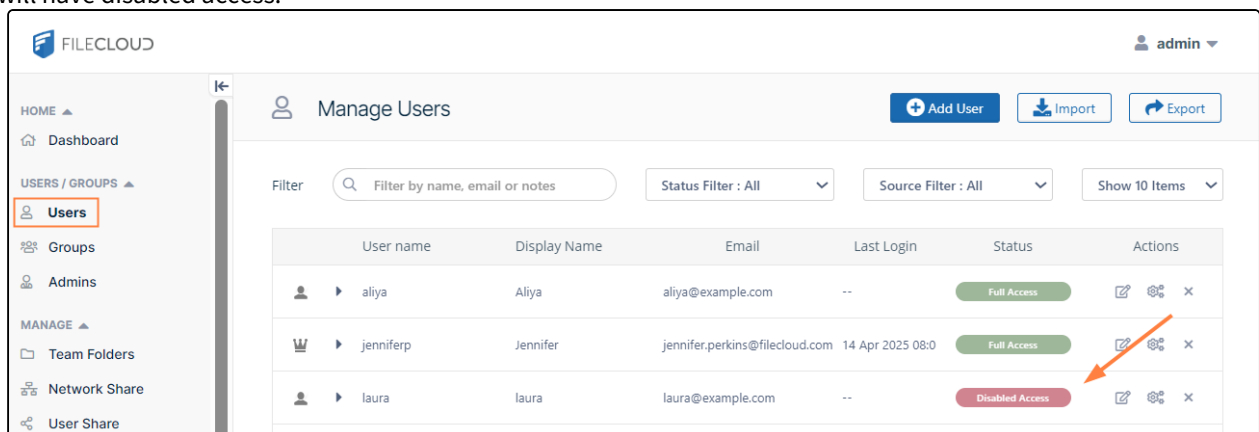 will have disabled access.
FILECLOUD
admin
HOME
Manage Users
Add User
Import
Export
Dashboard
USERS / GROUPS
Filter
Filter by name, email or notes
Status Filter : All
Source Filter : All
Show 10 Items
Users
Groups
User name Display Name Email Last Login Status Actions
Admins
aliya Aliya aliya@example.com -- Full Access
MANAGE
Team Folders
jenniferp Jennifer jennifer.perkins@filecloud.com 14 Apr 2025 08:0 Full Access
Network Share
laura laura laura@example.com -- Disabled Access
User Share